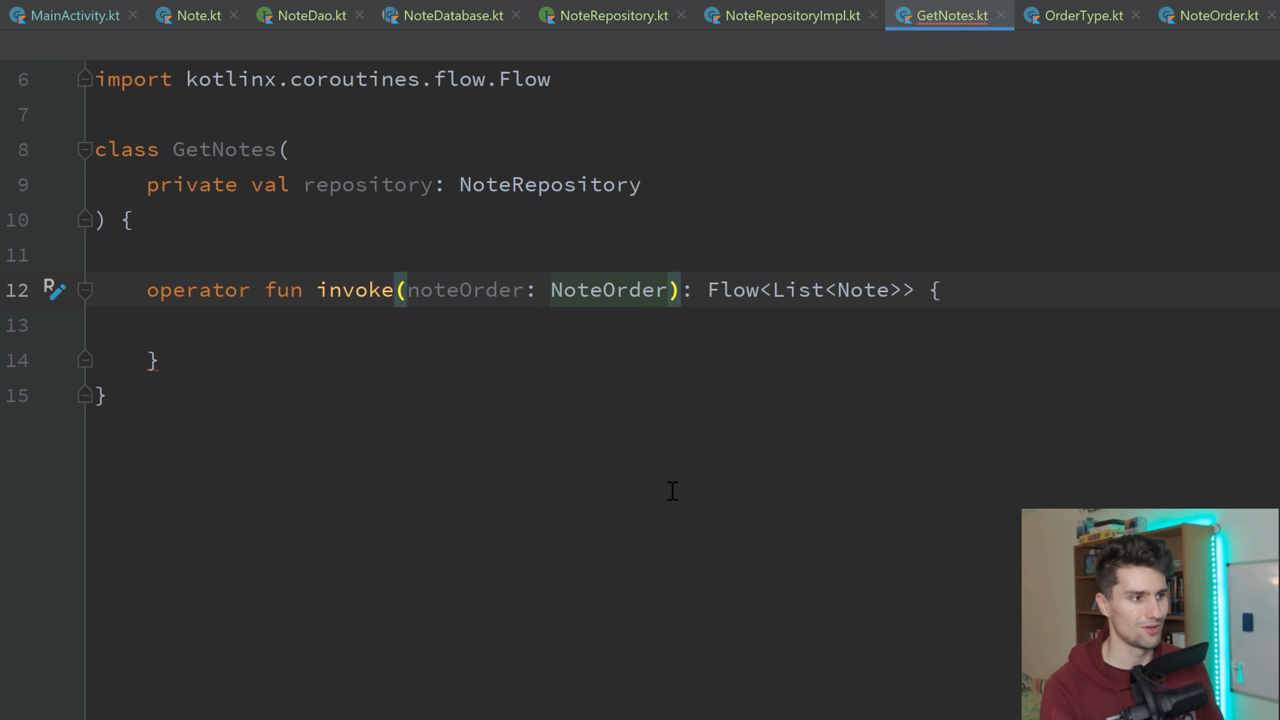 MainActivity.kt Note.kt NoteDao.kt NoteDatabase.kt NoteRepository.kt NoteRepositoryImpl.kt GetNotes.kt OrderType.kt NoteOrder.kt
6 import kotlinx.coroutines.flow.Flow
7
8 class GetNotes(
9 private val repository: NoteRepository
10 ) {
11
12 operator fun invoke(noteOrder: NoteOrder): Flow<List<Note>> {
13
14 }
15 }